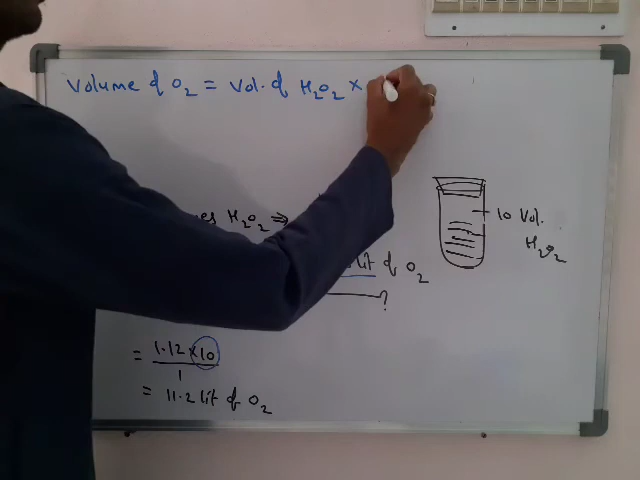 Volume of O2 = Vol. of H2O2 ×
H2O2 ⇒
lit of O2
?
= 1.12 × 10
1
= 11.2 lit of O2
10 Vol.
H2O2